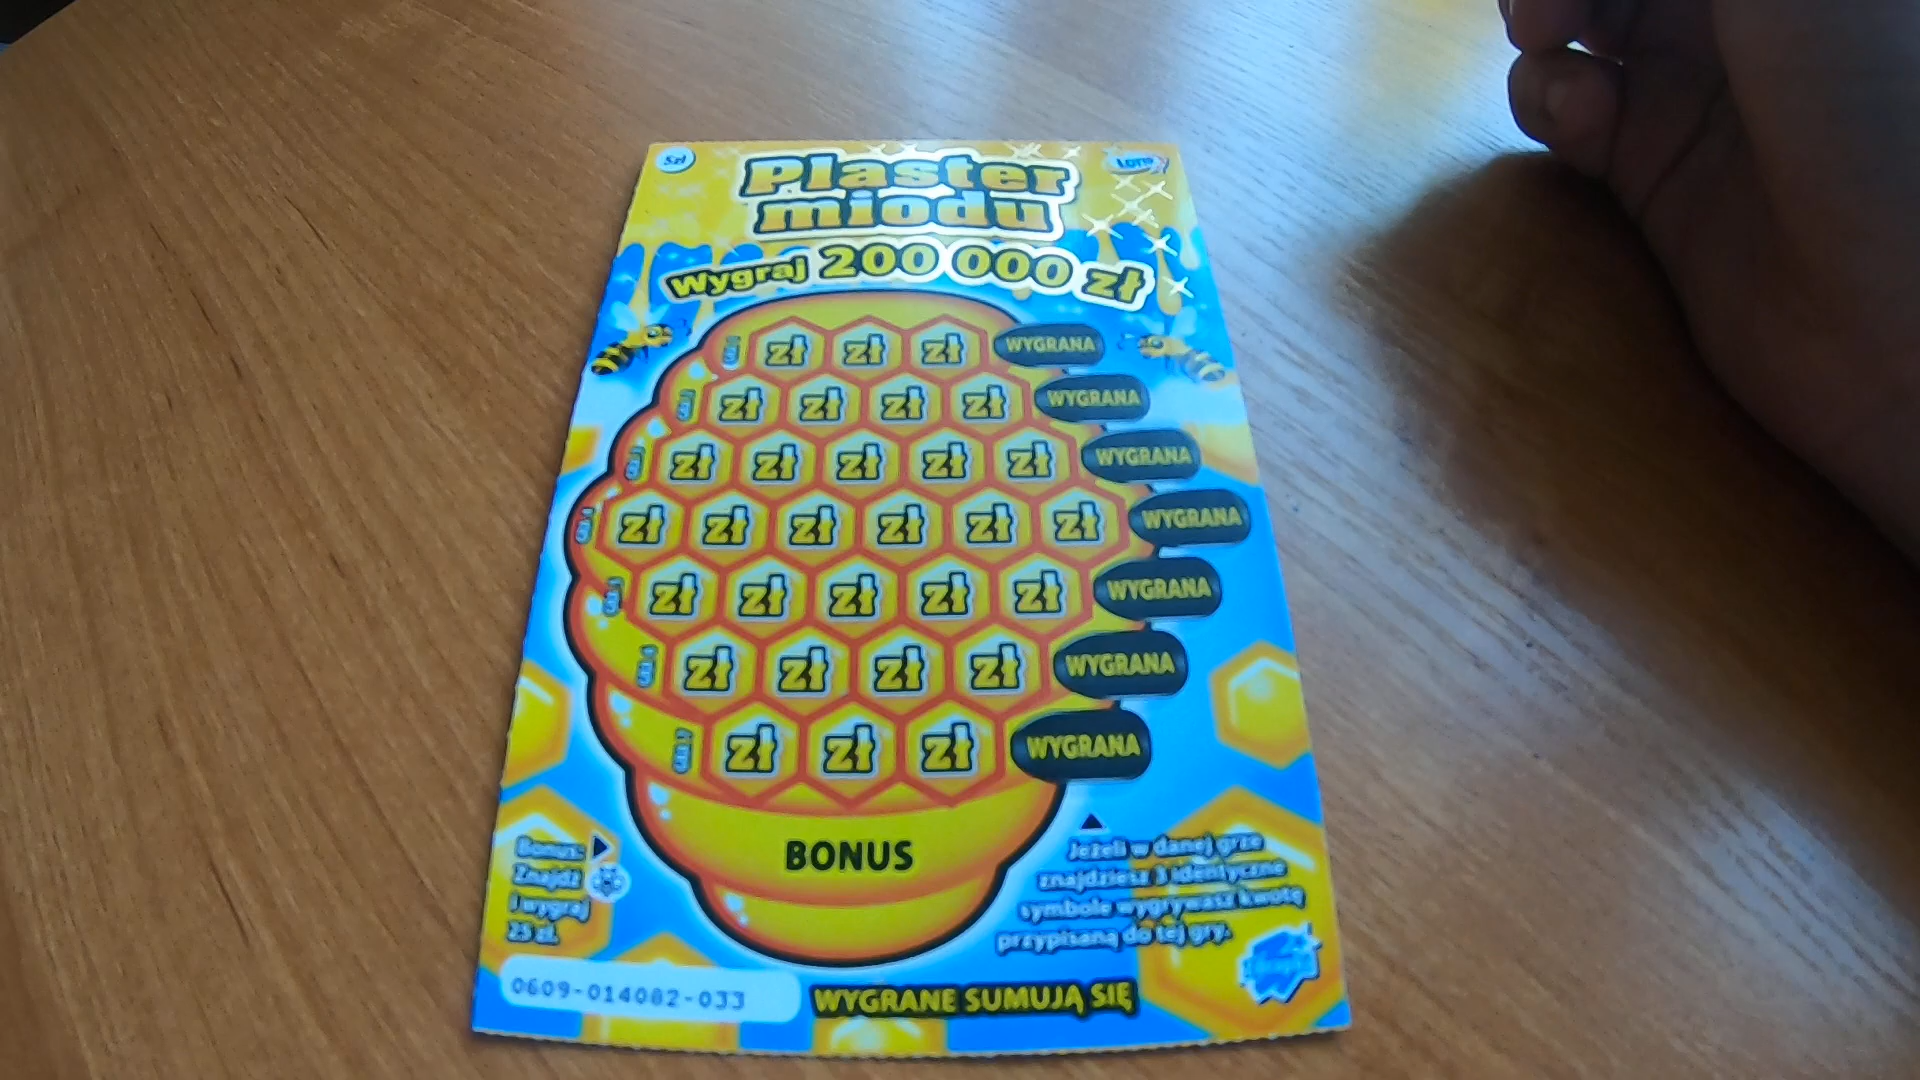 5zł
LOTTO
Plaster
miodu
Wygraj 200 000 zł
zł zł zł WYGRANA
zł zł zł zł WYGRANA
zł zł zł zł zł WYGRANA
zł zł zł zł zł zł WYGRANA
zł zł zł zł zł WYGRANA
zł zł zł zł WYGRANA
zł zł zł WYGRANA
BONUS
Bonus:
Znajdź
i wygraj
25 zł.
Jeżeli w danej grze
znajdziesz 3 identyczne
symbole wygrywasz kwotę
przypisaną do tej gry.
0609-014082-033
WYGRANE SUMUJĄ SIĘ